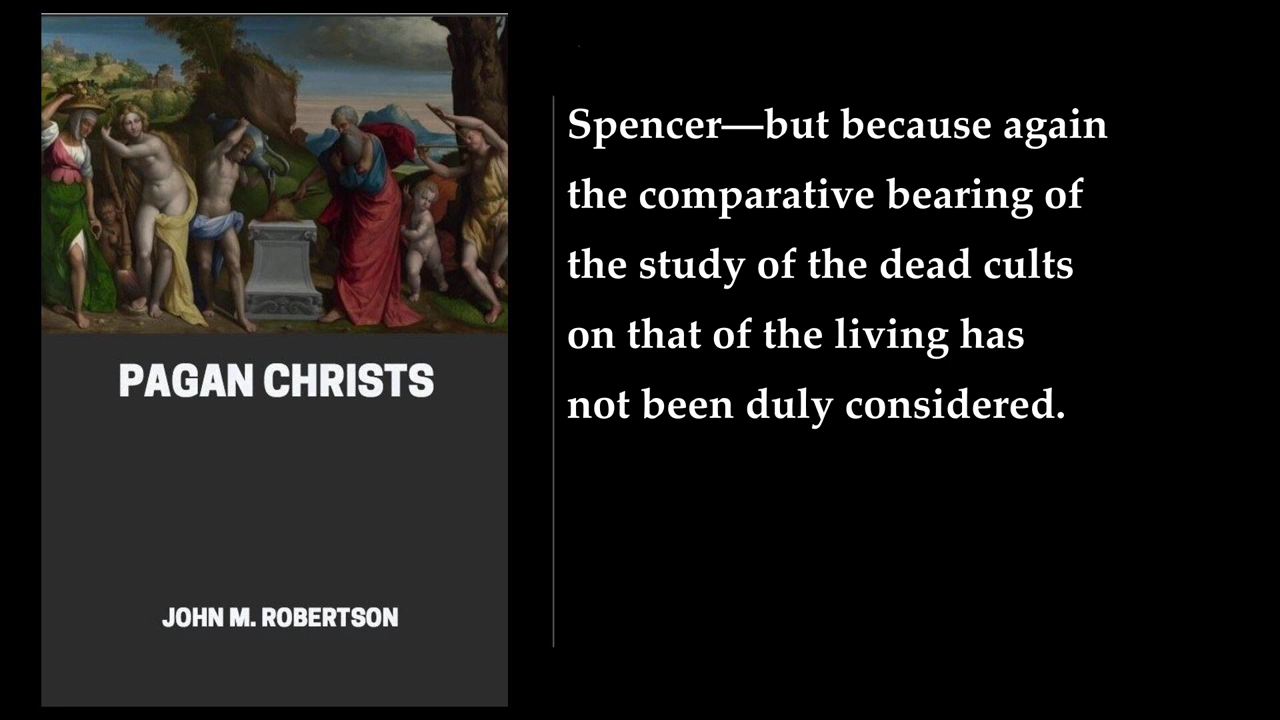 PAGAN CHRISTS
JOHN M. ROBERTSON
Spencer—but because again
the comparative bearing of
the study of the dead cults
on that of the living has
not been duly considered.